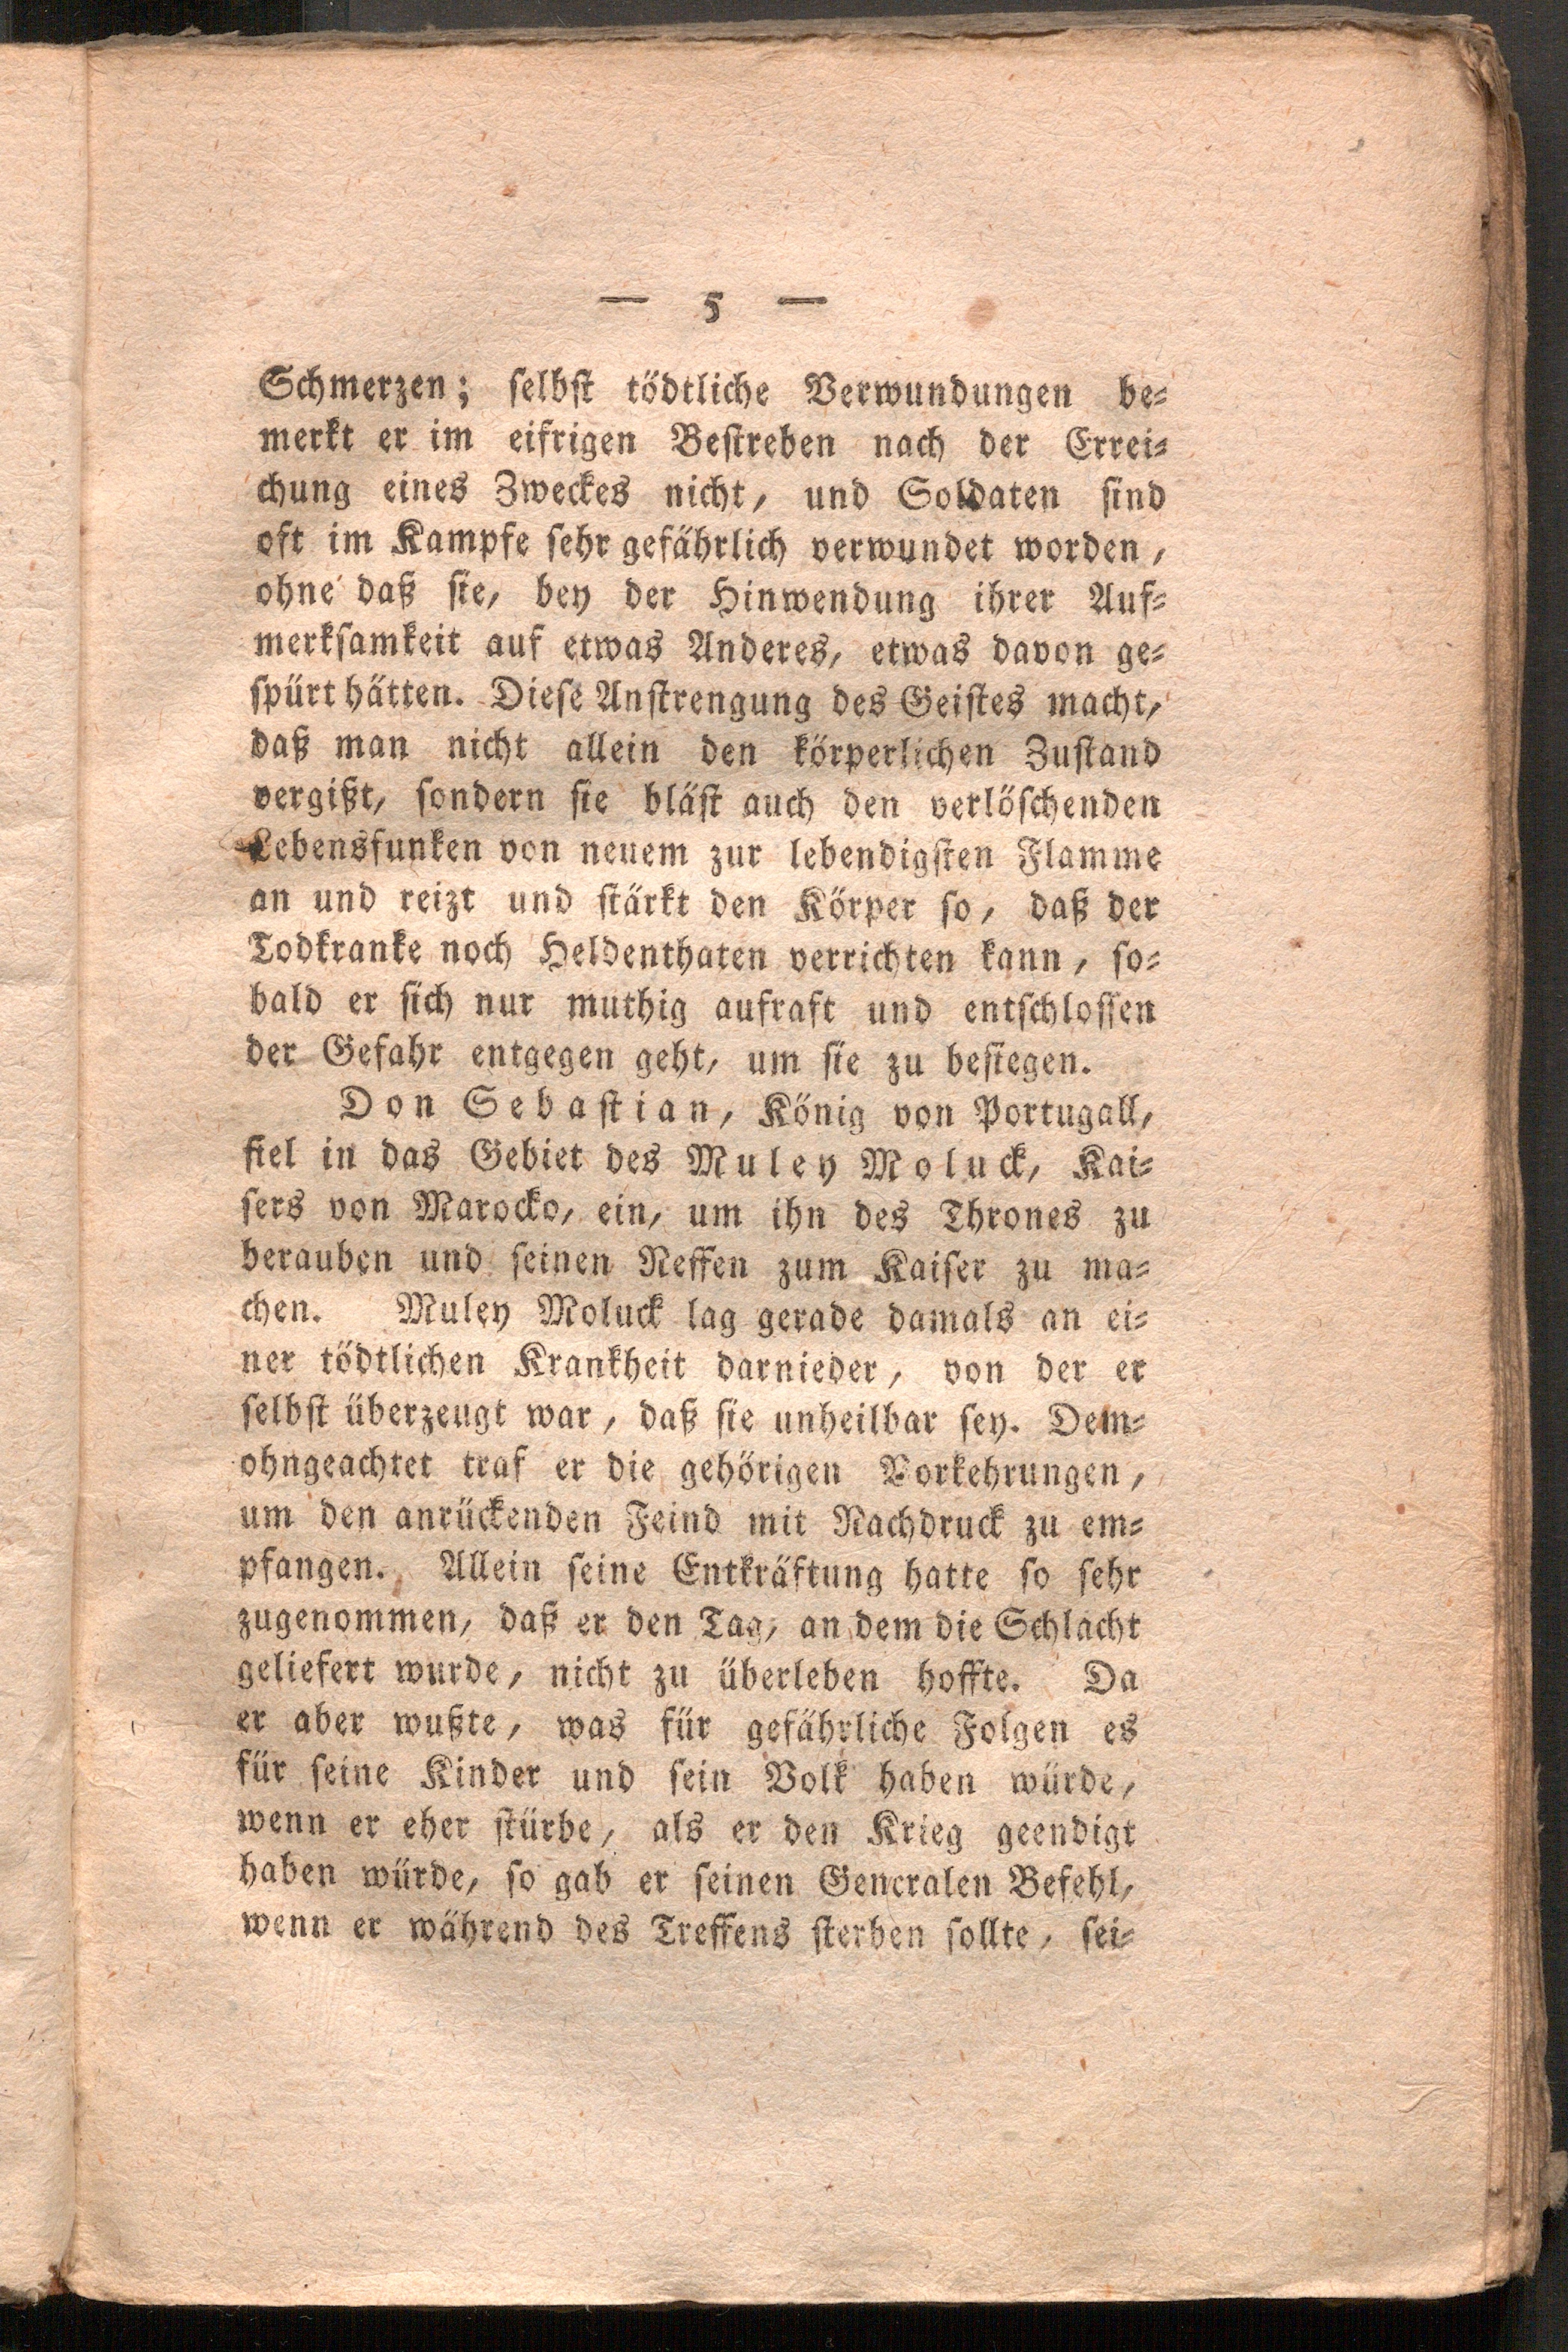 — 5 —
Schmerzen; ſelbſt tödtliche Verwundungen be⸗
merkt er im eifrigen Beſtreben nach der Errei⸗
chung eines Zweckes nicht, und Soldaten ſind
oft im Kampfe ſehr gefährlich verwundet worden,
ohne daß ſie, bey der Hinwendung ihrer Auf⸗
merkſamkeit auf etwas Anderes, etwas davon ge⸗
ſpürt hätten. Dieſe Anſtrengung des Geiſtes macht,
daß man nicht allein den körperlichen Zuſtand
vergißt, ſondern ſie bläſt auch den verlöſchenden
Lebensfunken von neuem zur lebendigſten Flamme
an und reizt und ſtärkt den Körper ſo, daß der
Todkranke noch Heldenthaten verrichten kann, ſo⸗
bald er ſich nur muthig aufraft und entſchloſſen
der Gefahr entgegen geht, um ſie zu beſiegen.
Don Sebaſtian, König von Portugall,
fiel in das Gebiet des Muley Moluck, Kai⸗
ſers von Marocko, ein, um ihn des Thrones zu
berauben und ſeinen Neffen zum Kaiſer zu ma⸗
chen. Muley Moluck lag gerade damals an ei⸗
ner tödtlichen Krankheit darnieder, von der er
ſelbſt überzeugt war, daß ſie unheilbar ſey. Dem⸗
ohngeachtet traf er die gehörigen Vorkehrungen,
um den anrückenden Feind mit Nachdruck zu em⸗
pfangen. Allein ſeine Entkräftung hatte ſo ſehr
zugenommen, daß er den Tag, an dem die Schlacht
geliefert wurde, nicht zu überleben hoffte. Da
er aber wußte, was für gefährliche Folgen es
für ſeine Kinder und ſein Volk haben würde,
wenn er eher ſtürbe, als er den Krieg geendigt
haben würde, ſo gab er ſeinen Generalen Befehl,
wenn er während des Treffens ſterben ſollte, ſei⸗